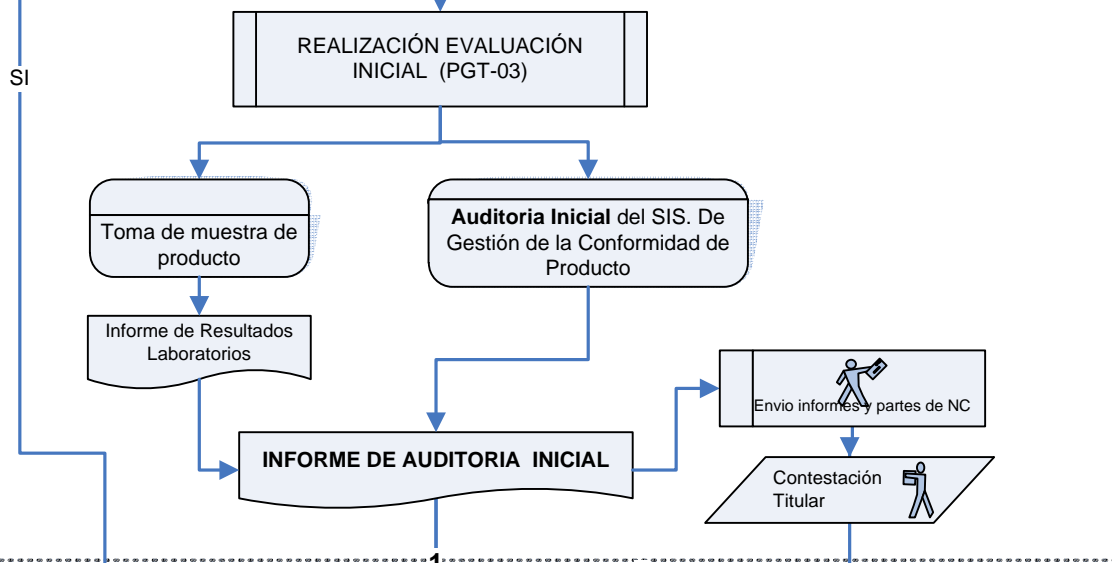 REALIZACIÓN EVALUACIÓN
INICIAL (PGT-03)
SI
Toma de muestra de
producto
Auditoria Inicial del SIS. De
Gestión de la Conformidad de
Producto
Informe de Resultados
Laboratorios
Envio informes y partes de NC
INFORME DE AUDITORIA INICIAL
Contestación
Titular
1